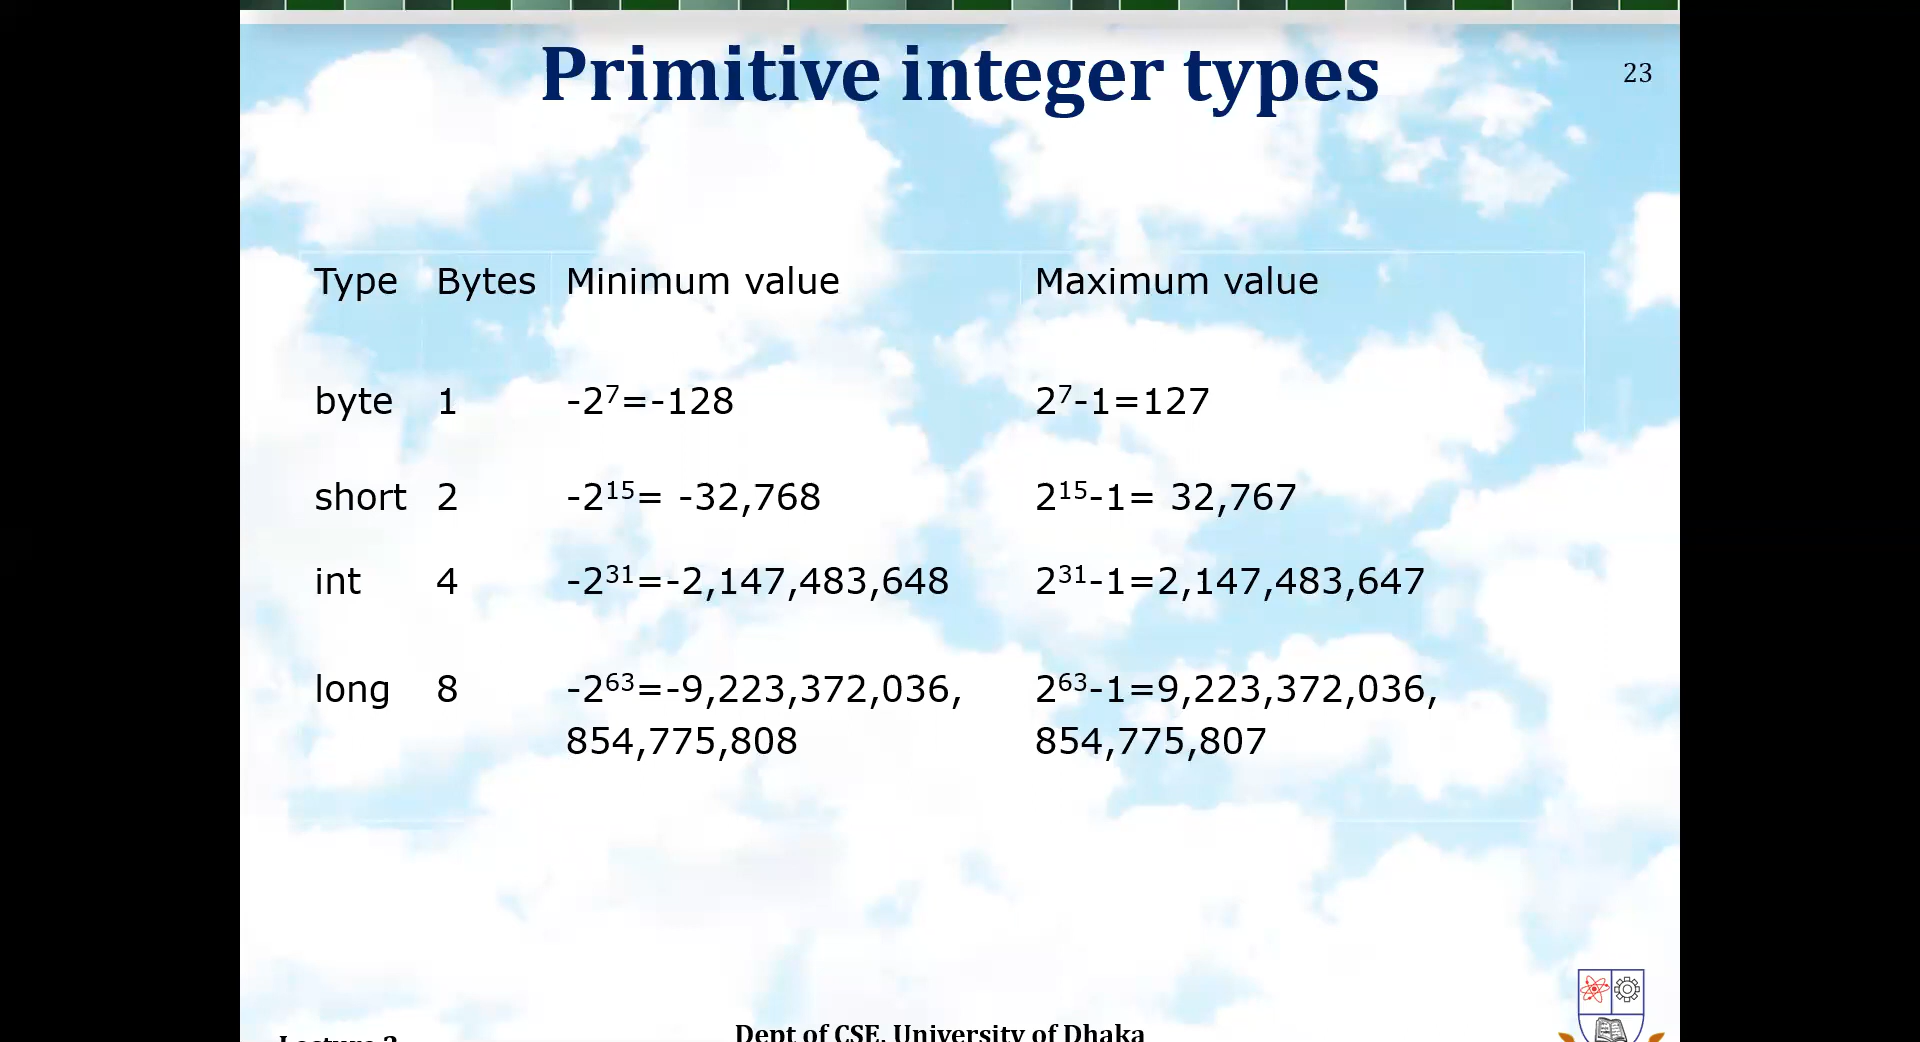 Primitive integer types
23
Type Bytes Minimum value Maximum value
byte 1 -2⁷=-128 2⁷-1=127
short 2 -2¹⁵= -32,768 2¹⁵-1= 32,767
int 4 -2³¹=-2,147,483,648 2³¹-1=2,147,483,647
long 8 -2⁶³=-9,223,372,036, 2⁶³-1=9,223,372,036,
854,775,808 854,775,807
Dept of CSE, University of Dhaka